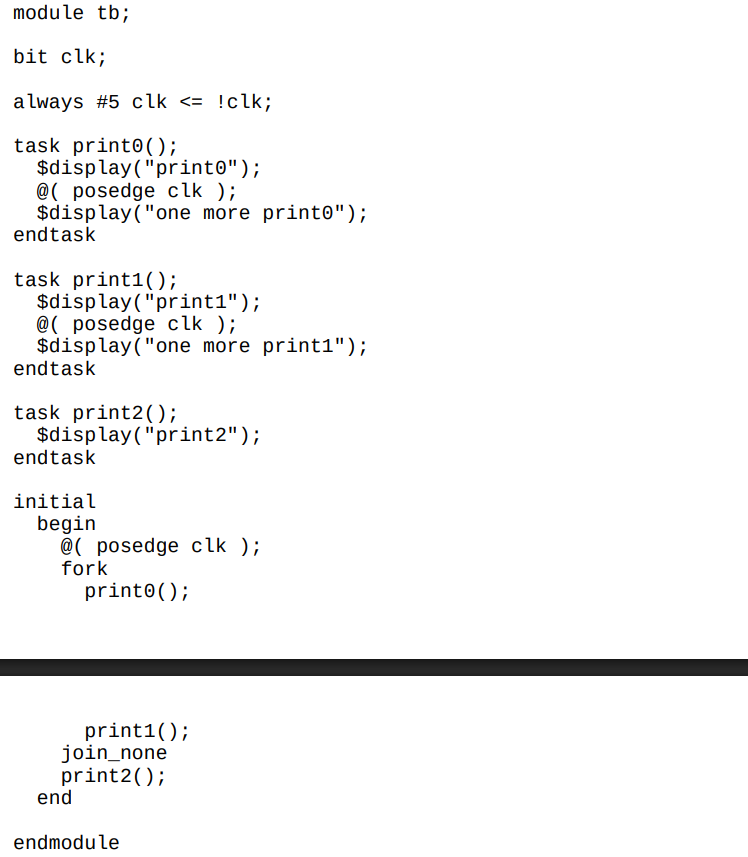 module tb;
bit clk;
always #5 clk <= !clk;
task print0();
$display("print0");
@( posedge clk );
$display("one more print0");
endtask
task print1();
$display("print1");
@( posedge clk );
$display("one more print1");
endtask
task print2();
$display("print2");
endtask
initial
begin
@( posedge clk );
fork
print0();
print1();
join_none
print2();
end
endmodule